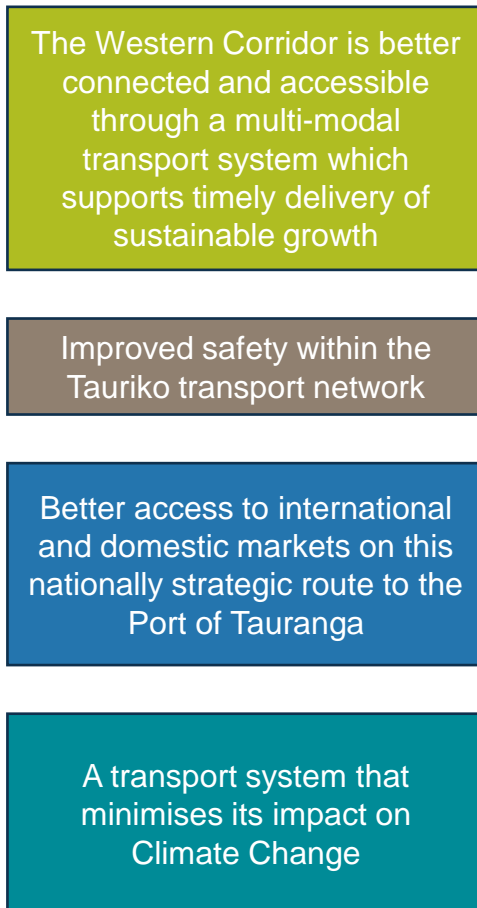 The Western Corridor is better
connected and accessible
through a multi-modal
transport system which
supports timely delivery of
sustainable growth
Improved safety within the
Tauriko transport network
Better access to international
and domestic markets on this
nationally strategic route to the
Port of Tauranga
A transport system that
minimises its impact on
Climate Change